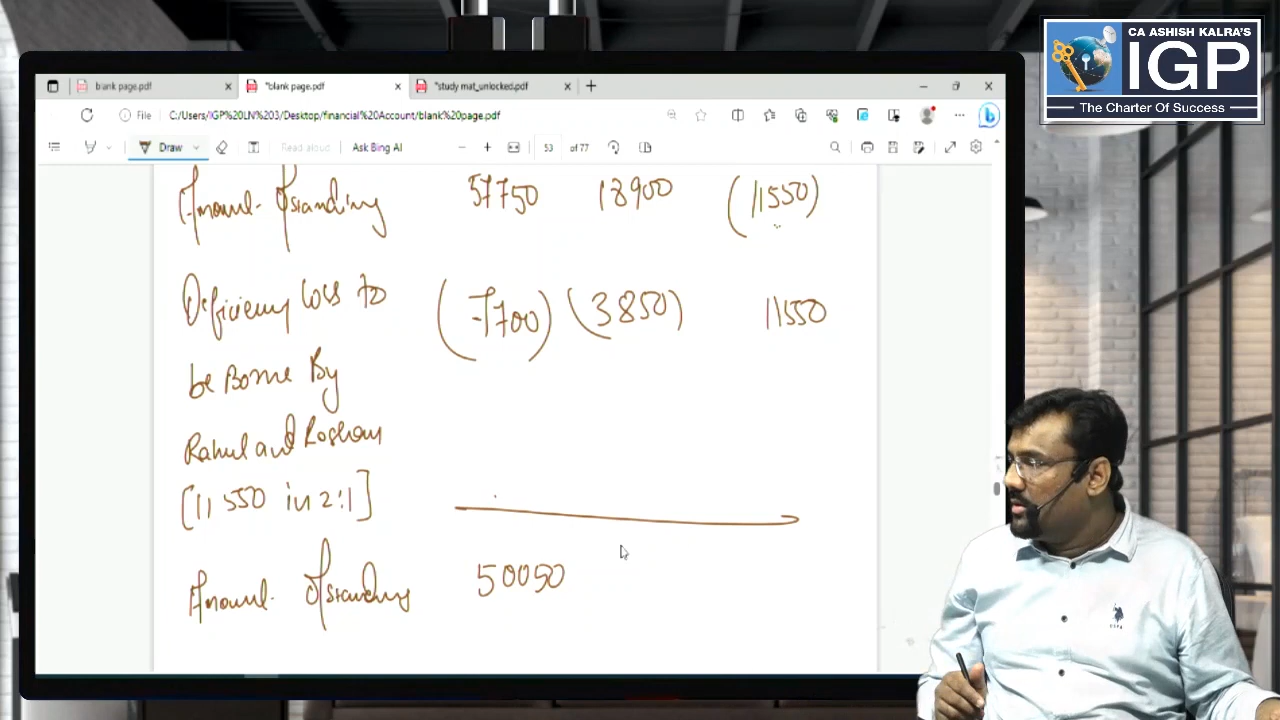 CA ASHISH KALRA'S
IGP
The Charter Of Success
blank page.pdf
*blank page.pdf
*study mat_unlocked.pdf
File
C:/Users/IGP%20LN%203/Desktop/financial%20Account/blank%20page.pdf
Draw
Read aloud
Ask Bing AI
53 of 77
Amount O/standing 57750 18900 (11550)
Deficiency loss to (7700) (3850) 11550
be Borne By
Rahul and Roshan
[11550 in 2:1]
Amount O/standing 50050